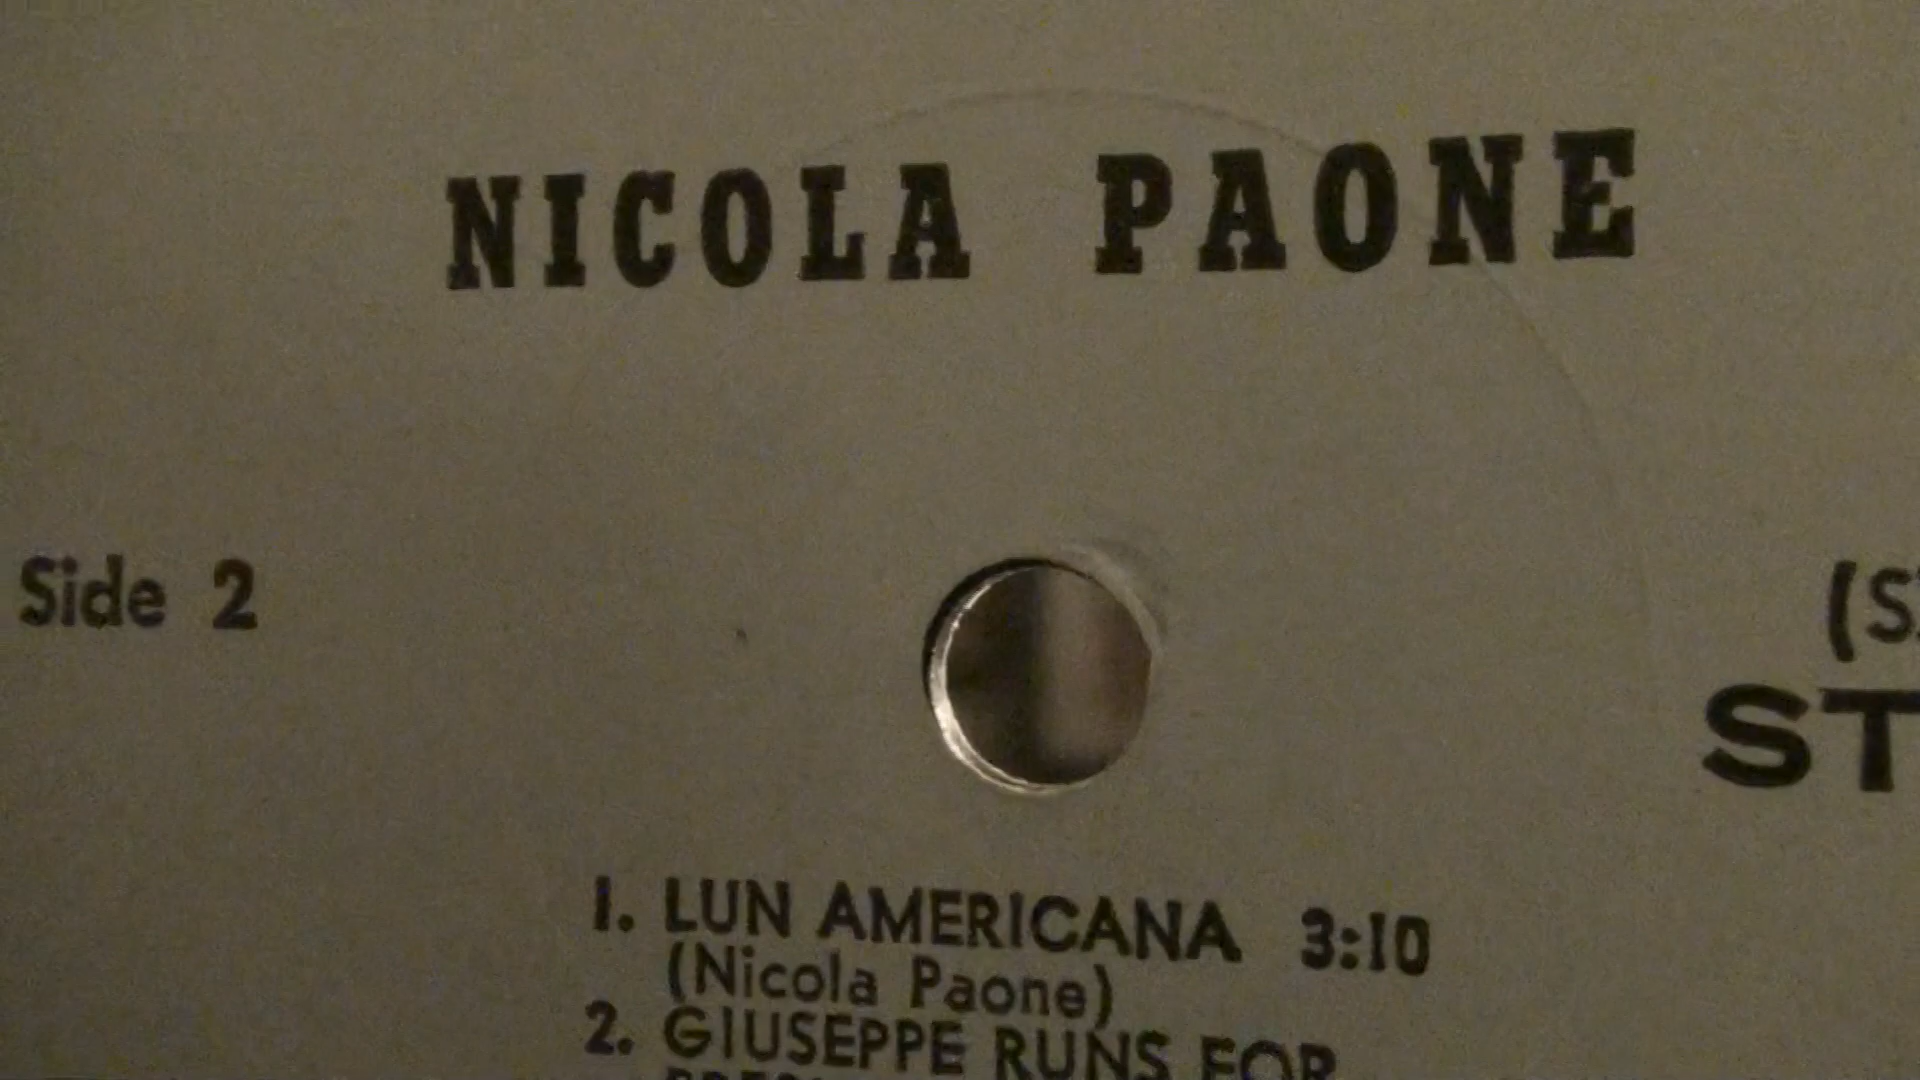 NICOLA PAONE
Side 2
ST
1. LUN AMERICANA 3:10
(Nicola Paone)
2. GIUSEPPE RUNS FOR